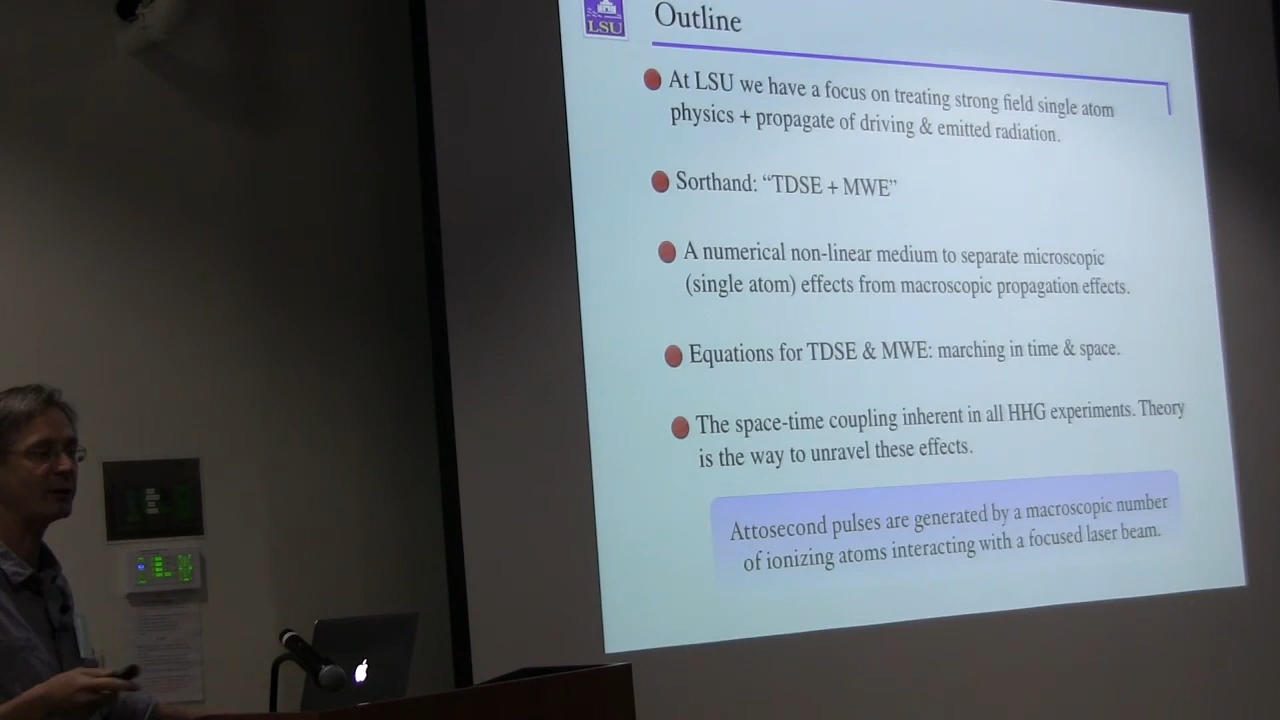 LSU
Outline
At LSU we have a focus on treating strong field single atom
physics + propagate of driving & emitted radiation.
Sorthand: “TDSE + MWE”
A numerical non-linear medium to separate microscopic
(single atom) effects from macroscopic propagation effects.
Equations for TDSE & MWE: marching in time & space.
The space-time coupling inherent in all HHG experiments. Theory
is the way to unravel these effects.
Attosecond pulses are generated by a macroscopic number
of ionizing atoms interacting with a focused laser beam.